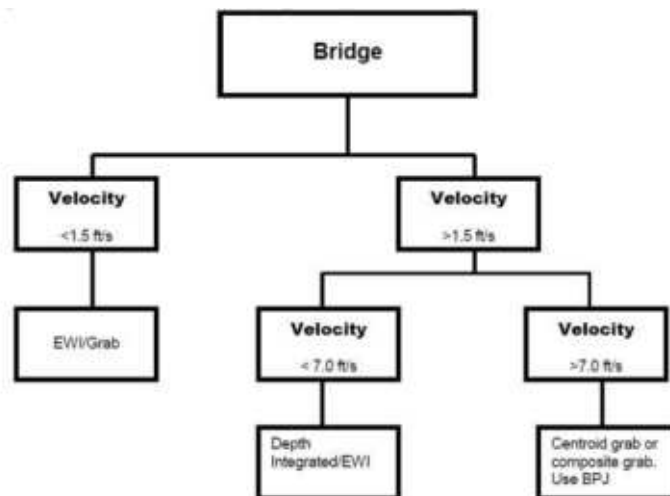 Bridge
Velocity
<1.5 ft/s
Velocity
>1.5 ft/s
EWI/Grab
Velocity
< 7.0 ft/s
Velocity
>7.0 ft/s
Depth
Integrated/EWI
Centroid grab or
composite grab.
Use BPJ